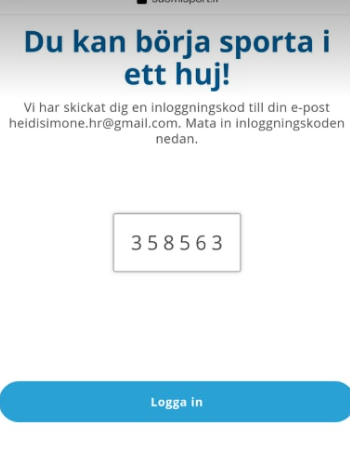 Du kan börja sporta i
ett huj!
Vi har skickat dig en inloggningskod till din e-post
heidisimone.hr@gmail.com. Mata in inloggningskoden
nedan.
358563
Logga in